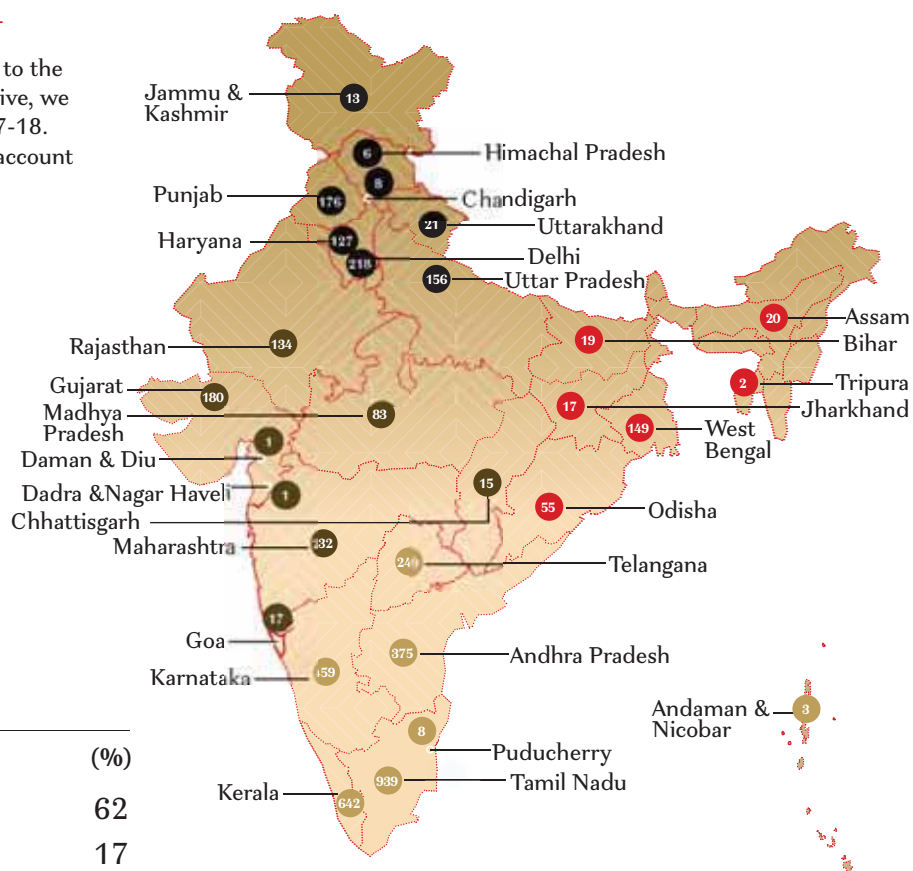 to the
ive, we
7-18.
account
Jammu &
Kashmir
13
6
Himachal Pradesh
8
Chandigarh
Punjab
176
21
Uttarakhand
Haryana
127
218
Delhi
156
Uttar Pradesh
20
Assam
19
Bihar
Rajasthan
134
Gujarat
180
2
Tripura
Madhya
Pradesh
83
17
Jharkhand
149
West
Bengal
1
Daman & Diu
Dadra &Nagar Haveli
1
15
Chhattisgarh
55
Odisha
Maharashtra
240
Telangana
17
Goa
375
Andhra Pradesh
Karnataka
Andaman &
Nicobar
3
8
Puducherry
939
Tamil Nadu
Kerala
642
(%)
62
17